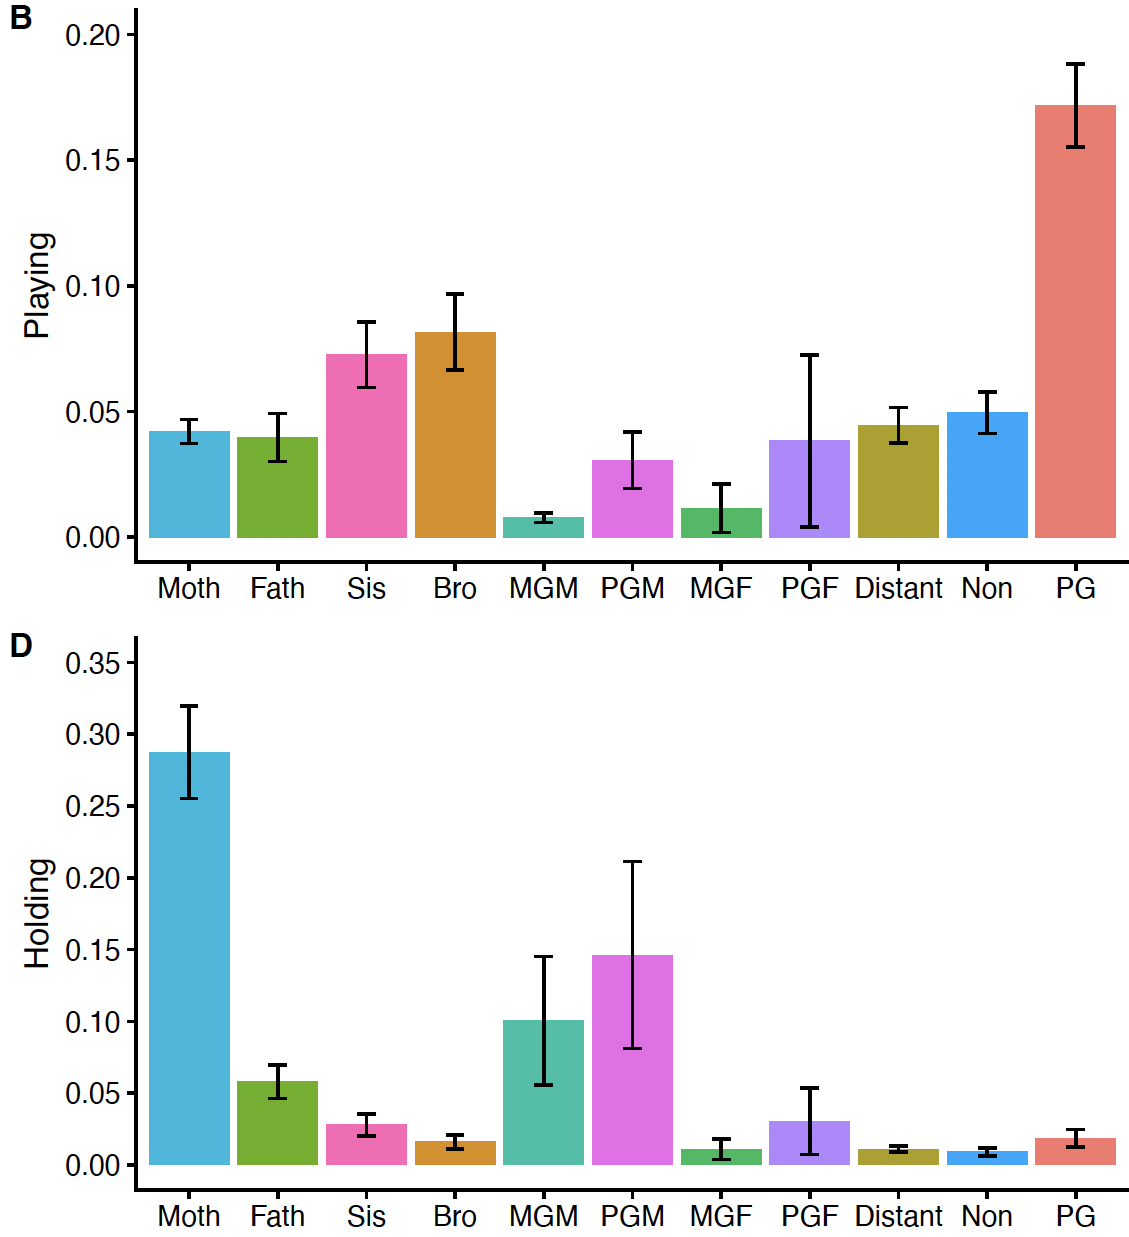 B
Playing
0.20
0.15
0.10
0.05
0.00
Moth Fath Sis Bro MGM PGM MGF PGF Distant Non PG
D
Holding
0.35
0.30
0.25
0.20
0.15
0.10
0.05
0.00
Moth Fath Sis Bro MGM PGM MGF PGF Distant Non PG